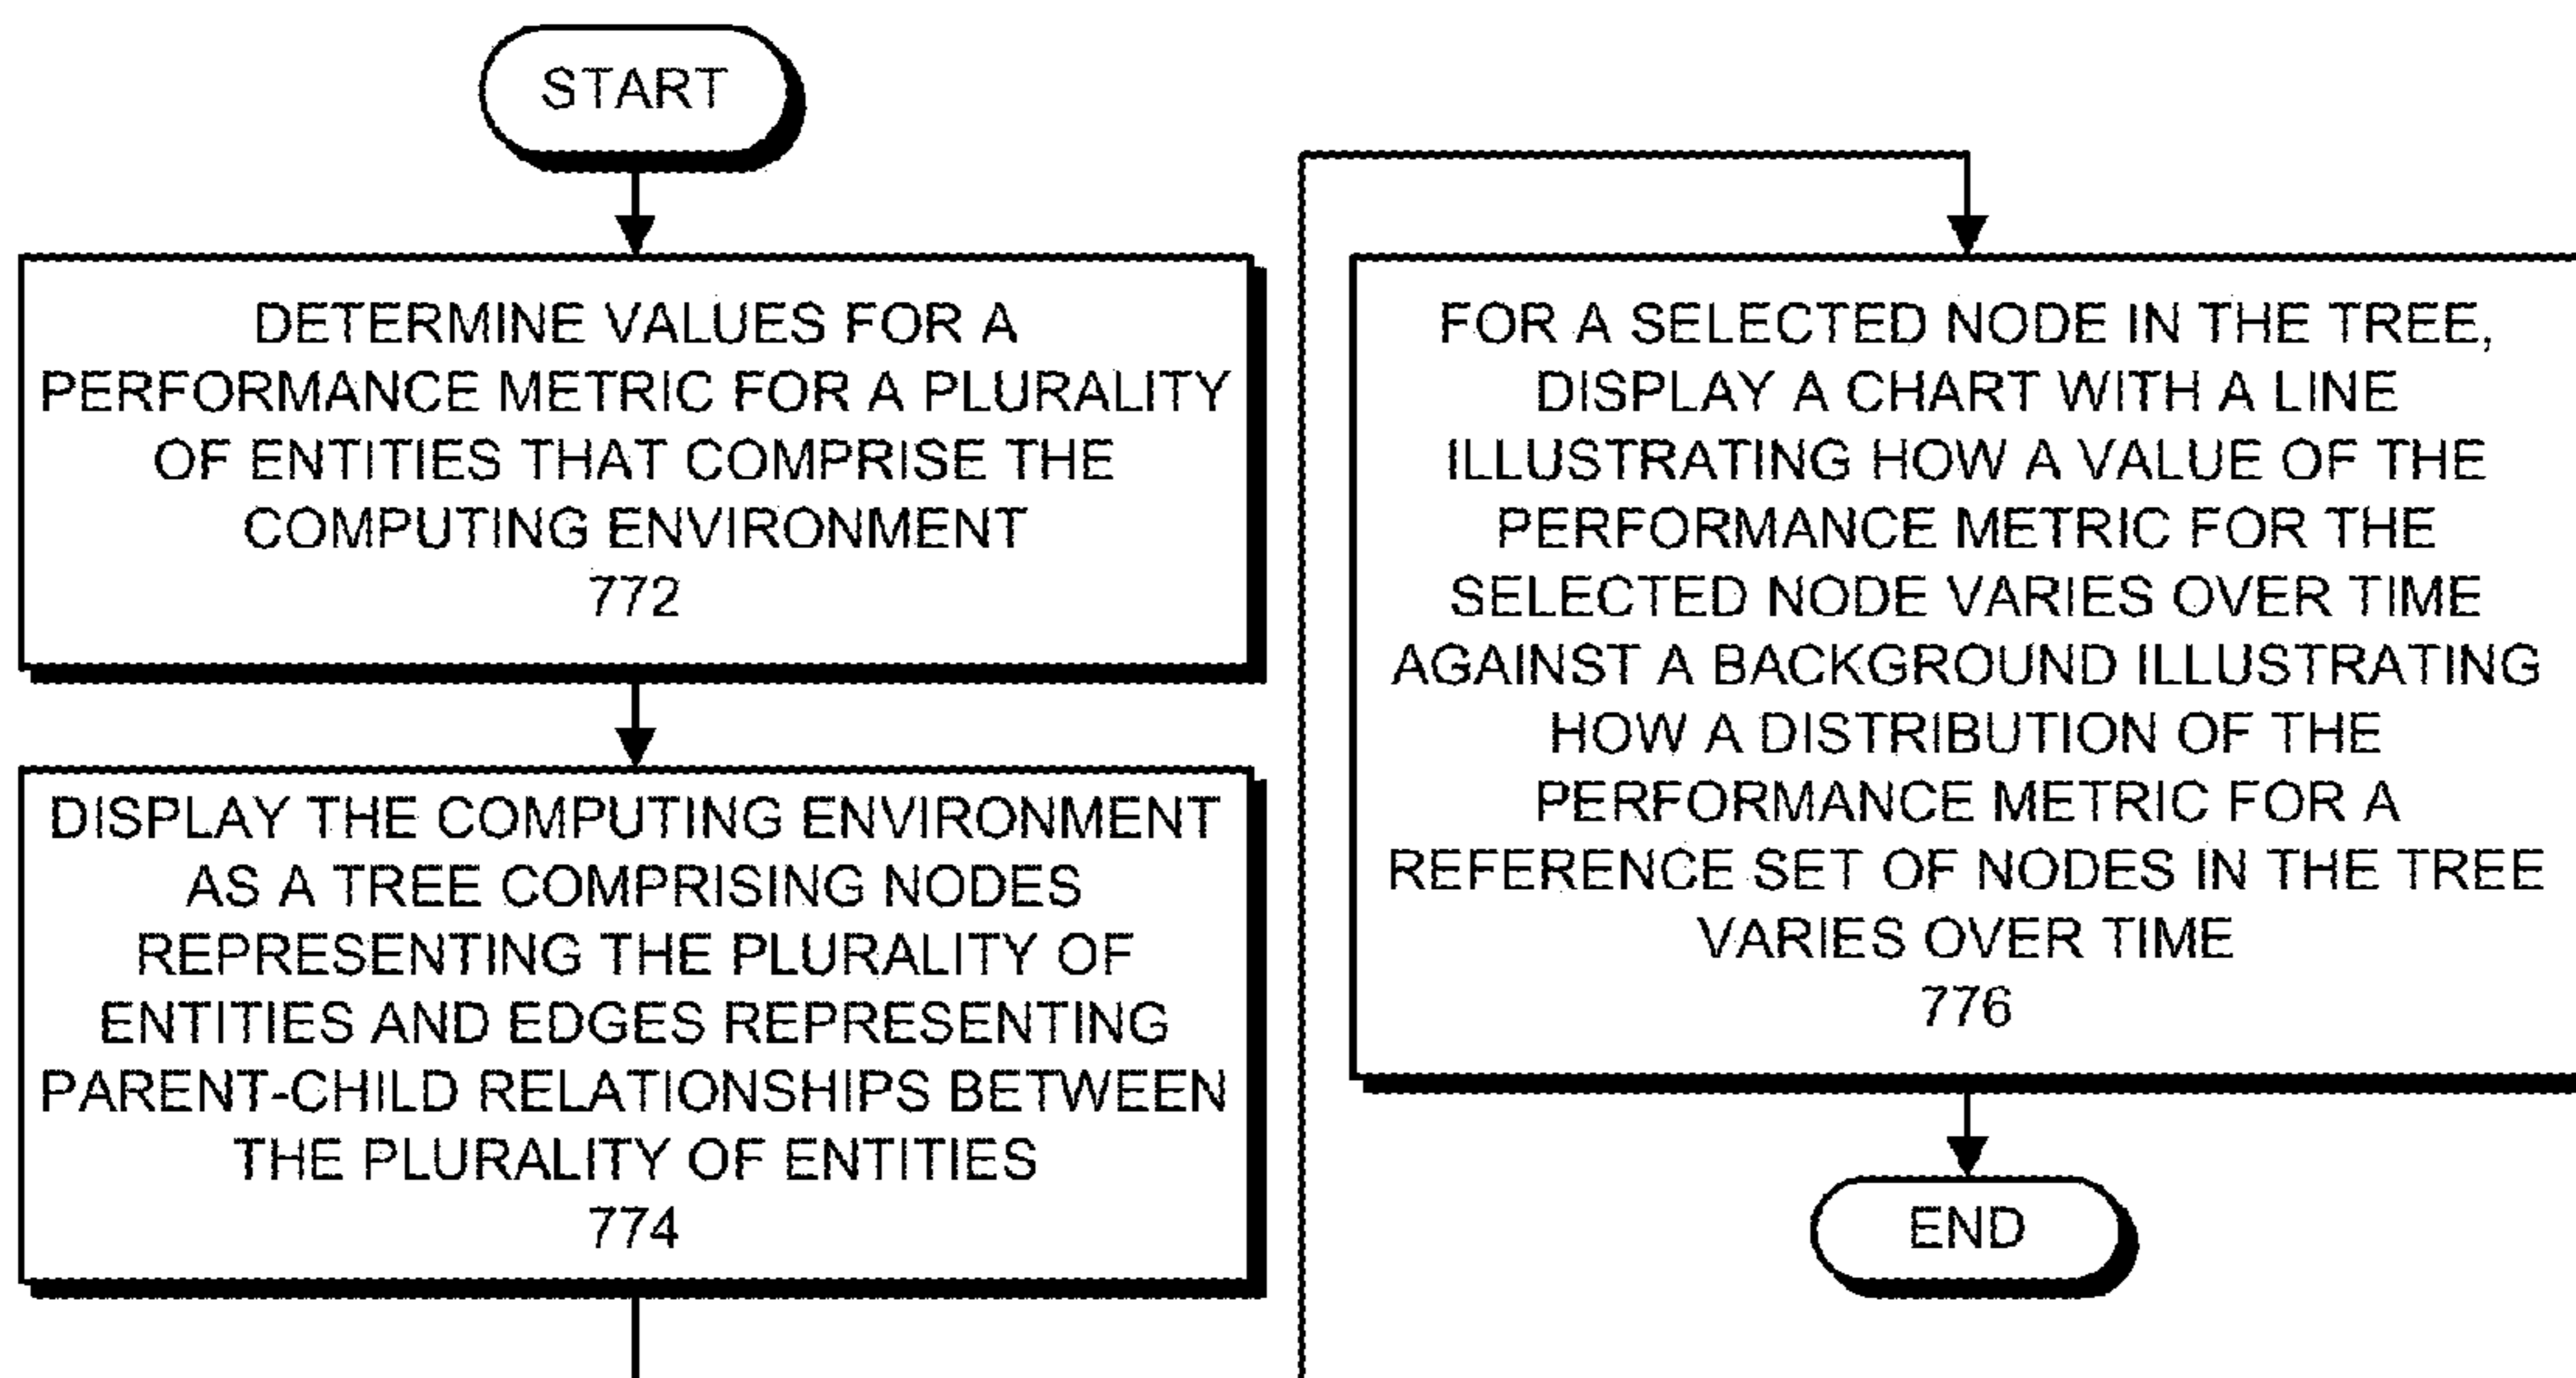 START
DETERMINE VALUES FOR A
PERFORMANCE METRIC FOR A PLURALITY
OF ENTITIES THAT COMPRISE THE
COMPUTING ENVIRONMENT
772
DISPLAY THE COMPUTING ENVIRONMENT
AS A TREE COMPRISING NODES
REPRESENTING THE PLURALITY OF
ENTITIES AND EDGES REPRESENTING
PARENT-CHILD RELATIONSHIPS BETWEEN
THE PLURALITY OF ENTITIES
774
FOR A SELECTED NODE IN THE TREE,
DISPLAY A CHART WITH A LINE
ILLUSTRATING HOW A VALUE OF THE
PERFORMANCE METRIC FOR THE
SELECTED NODE VARIES OVER TIME
AGAINST A BACKGROUND ILLUSTRATING
HOW A DISTRIBUTION OF THE
PERFORMANCE METRIC FOR A
REFERENCE SET OF NODES IN THE TREE
VARIES OVER TIME
776
END